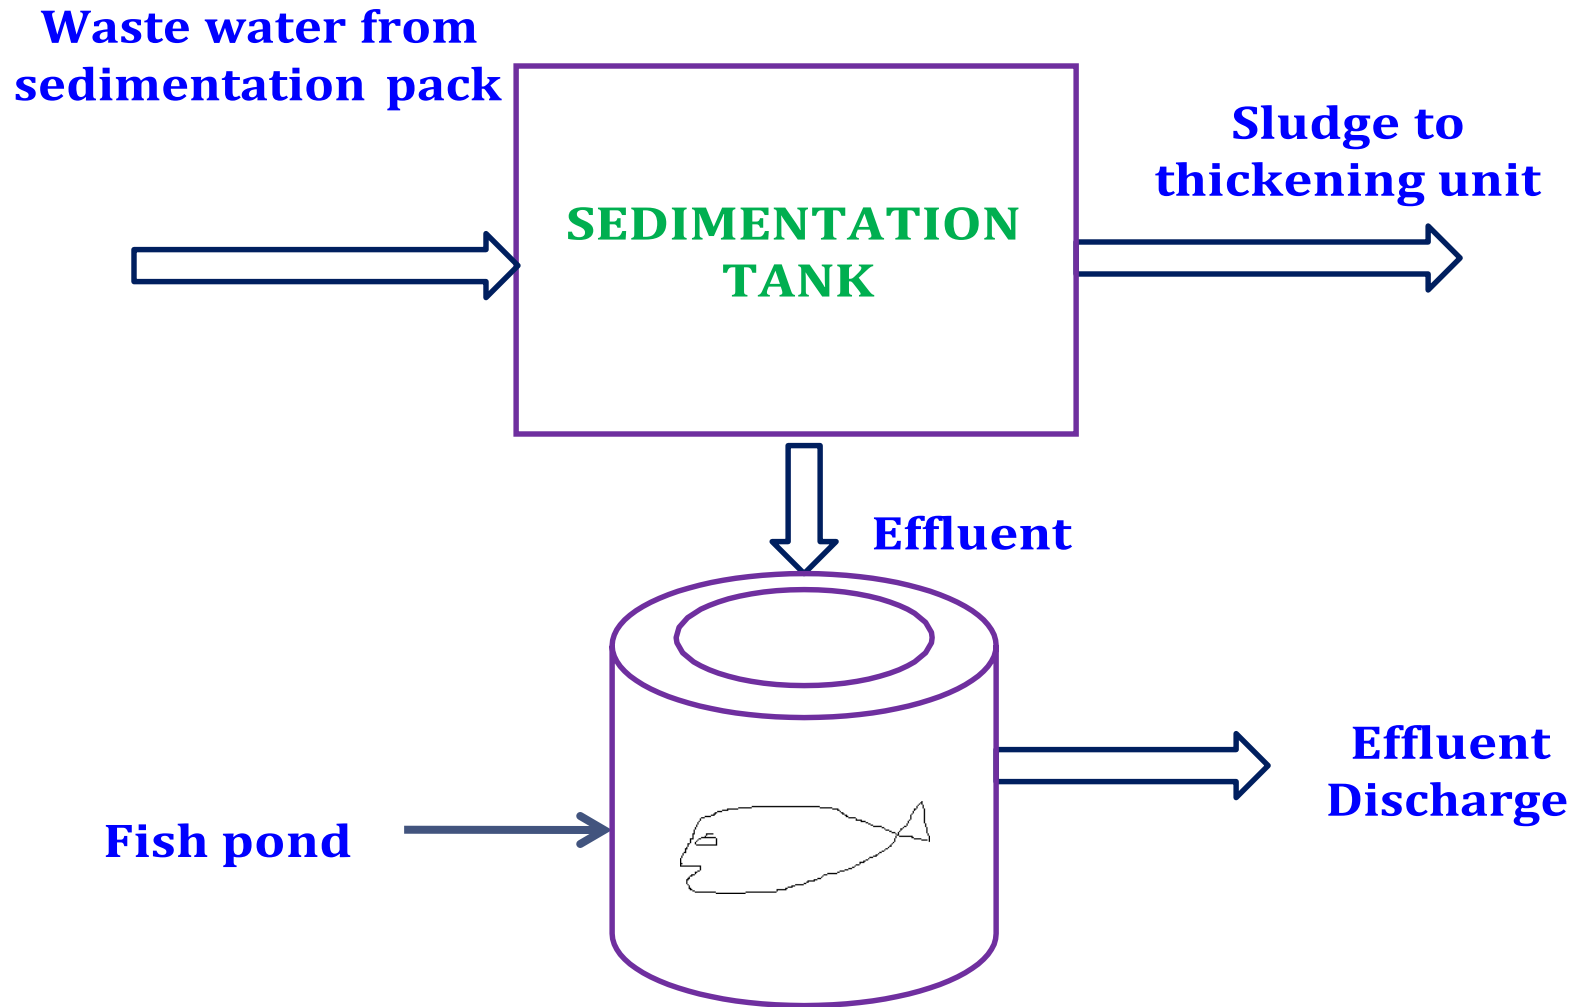 Waste water from
sedimentation pack
Sludge to
thickening unit
SEDIMENTATION
TANK
Effluent
Effluent
Discharge
Fish pond